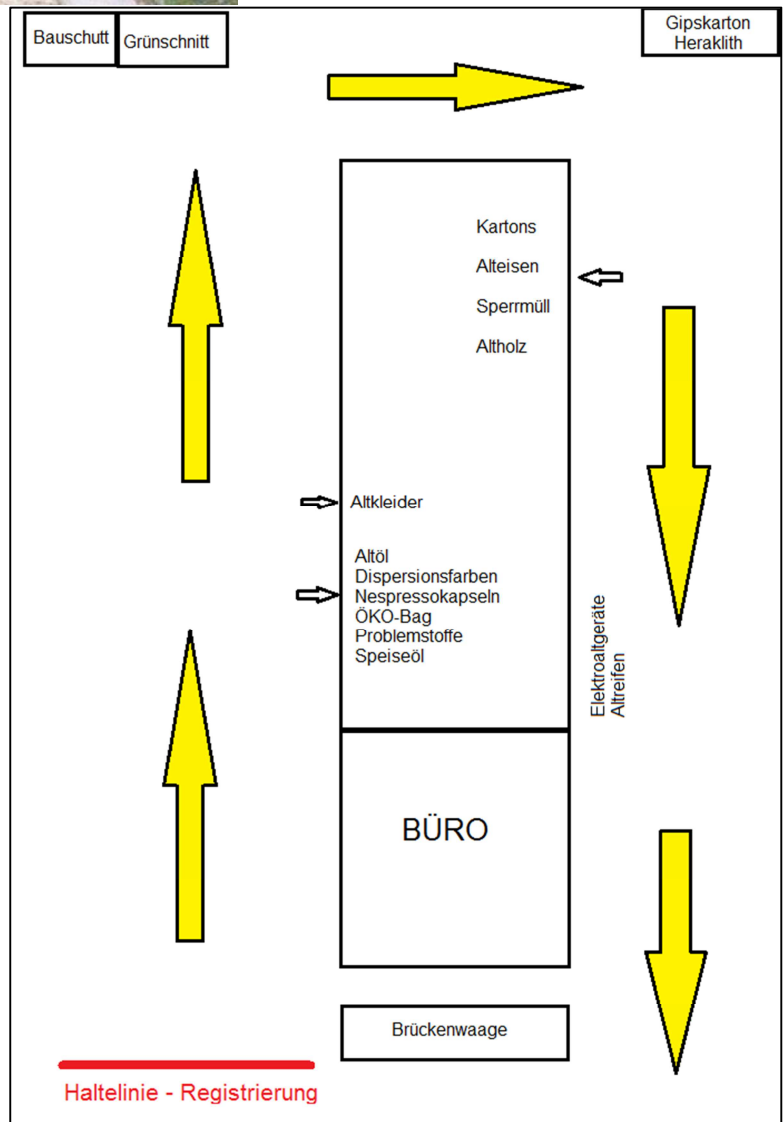 Bauschutt
Grünschnitt
Gipskarton
Heraklith
Kartons
Alteisen
Sperrmüll
Altholz
Altkleider
Altöl
Dispersionsfarben
Nespressokapseln
ÖKO-Bag
Problemstoffe
Speiseöl
Elektroaltgeräte
Altreifen
BÜRO
Brückenwaage
Haltelinie - Registrierung